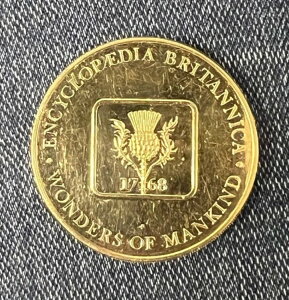 · ENCYCLOPÆDIA BRITANNICA ·
1768
WONDERS OF MANKIND